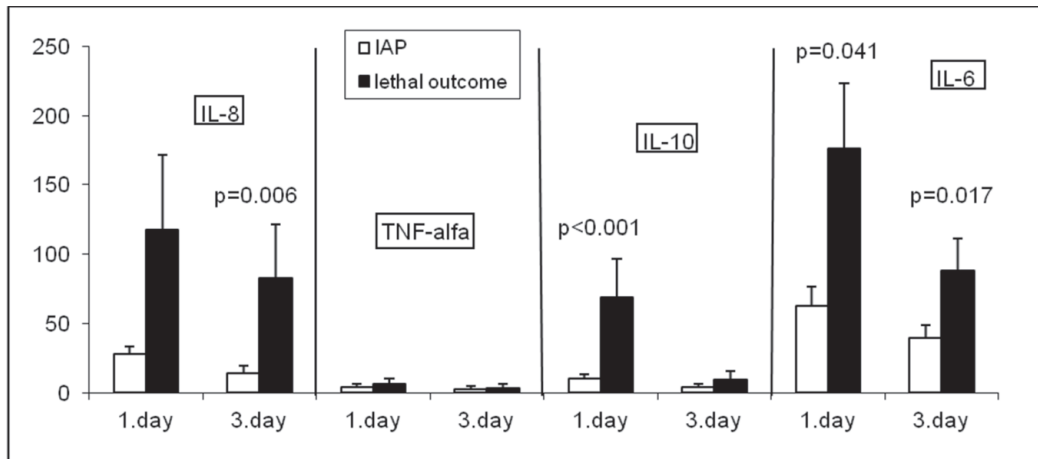 250
200
150
100
50
0
IAP
lethal outcome
IL-8
p=0.006
TNF-alfa
IL-10
p<0.001
IL-6
p=0.041
p=0.017
1.day 3.day 1.day 3.day 1.day 3.day 1.day 3.day